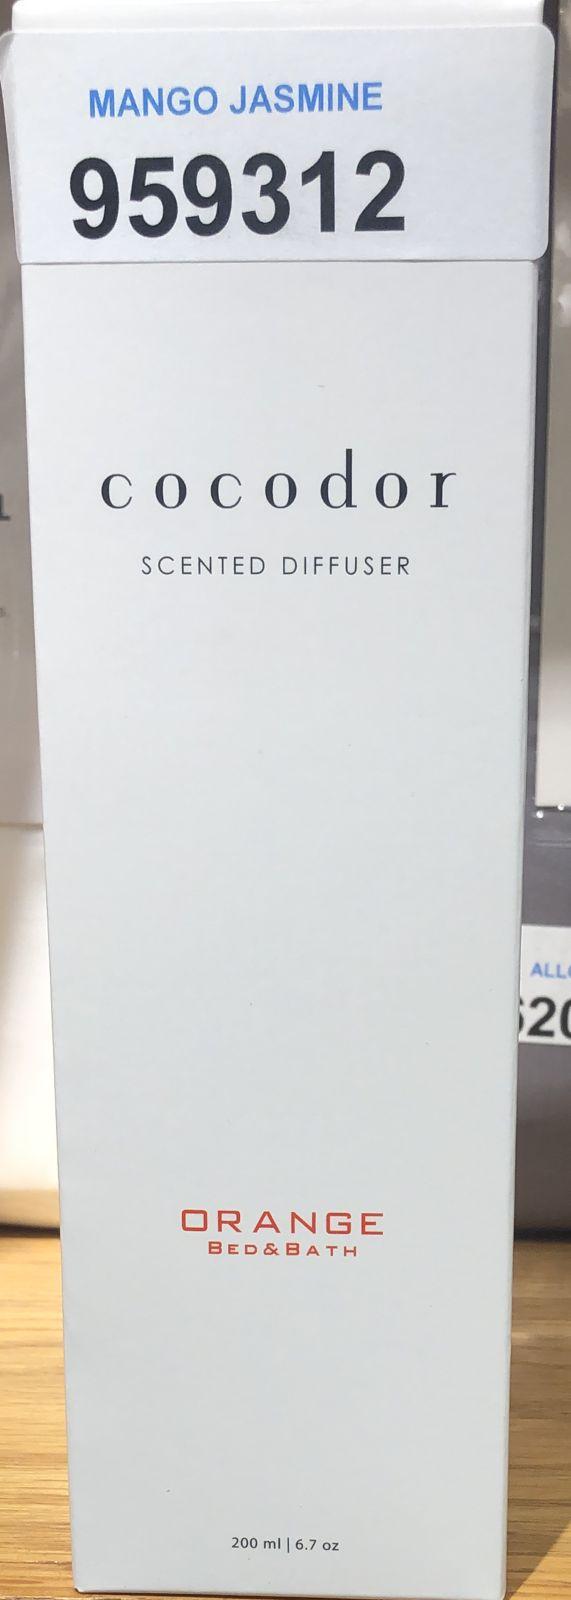 MANGO JASMINE
959312
cocodor
SCENTED DIFFUSER
ORANGE
BED&BATH
200 ml | 6.7 oz